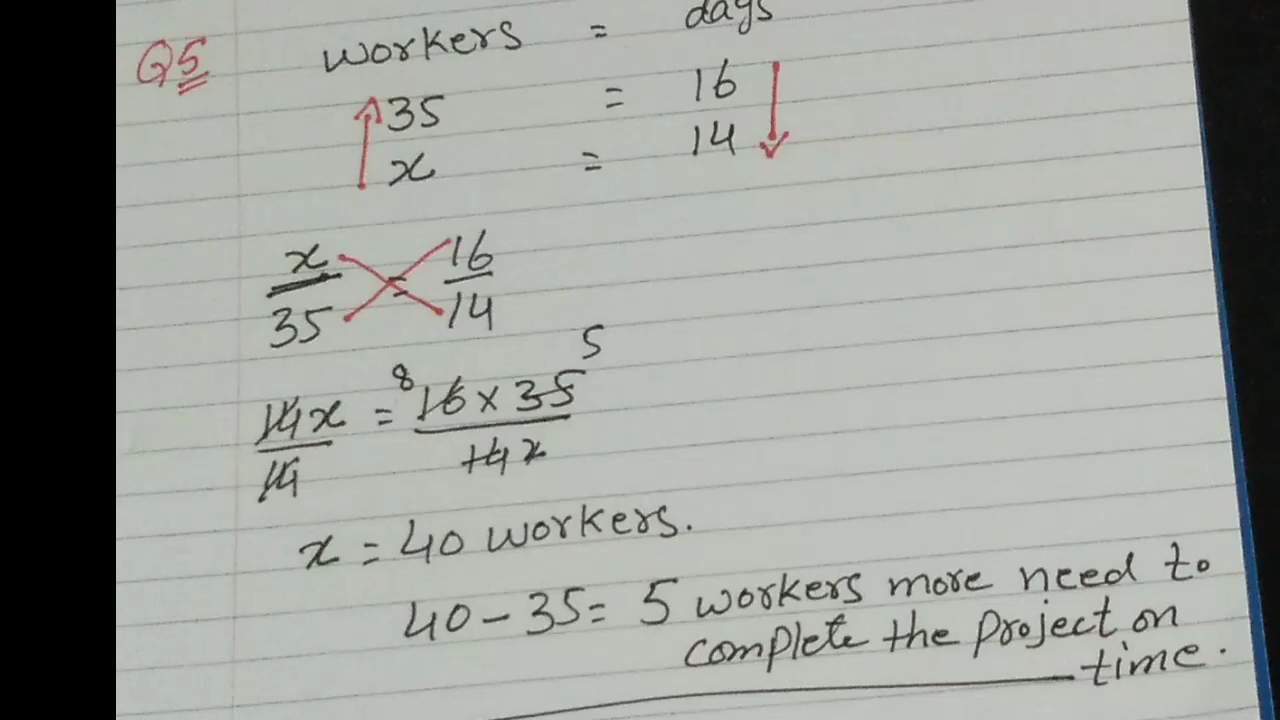 Q5 workers = days
35 = 16
x = 14
x/35 = 16/14
14x/14 = 16 8 × 35 5/14 2
x = 40 workers.
40 - 35 = 5 workers more need to
complete the project on
time.